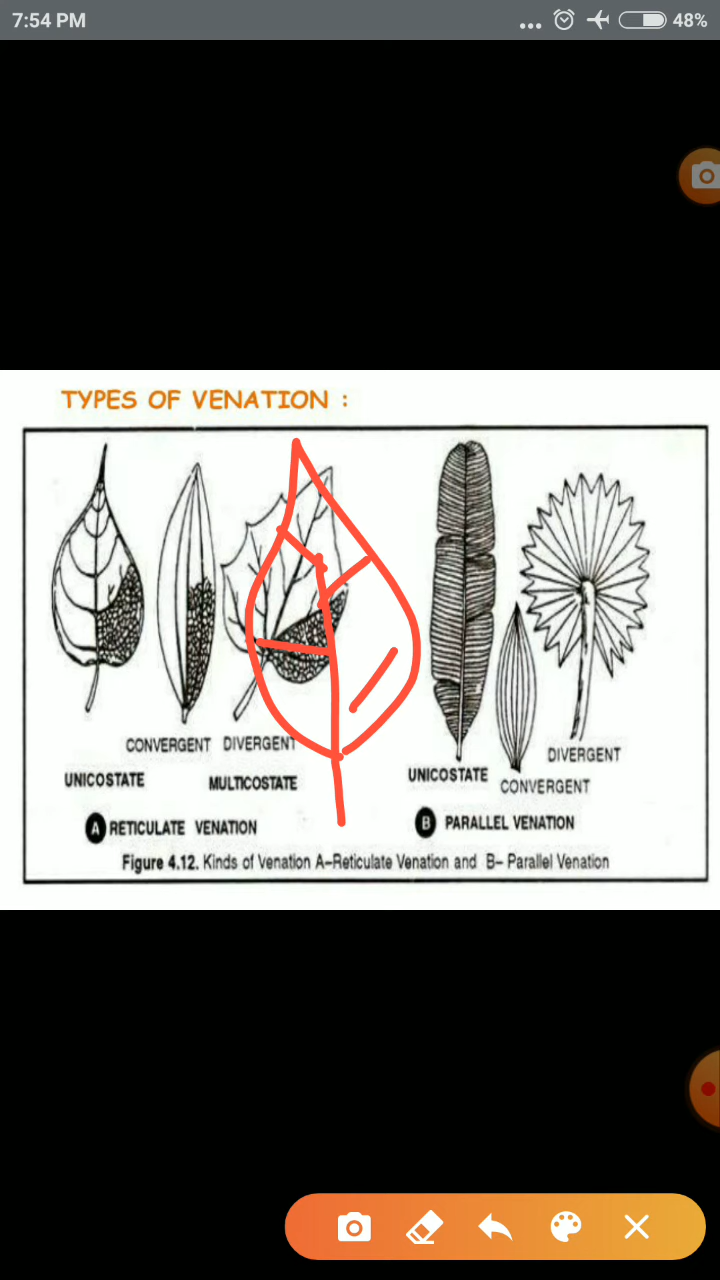 7:54 PM
48%
TYPES OF VENATION :
CONVERGENT DIVERGENT
UNICOSTATE
MULTICOSTATE
A RETICULATE VENATION
DIVERGENT
UNICOSTATE
CONVERGENT
B PARALLEL VENATION
Figure 4.12. Kinds of Venation A–Reticulate Venation and B– Parallel Venation